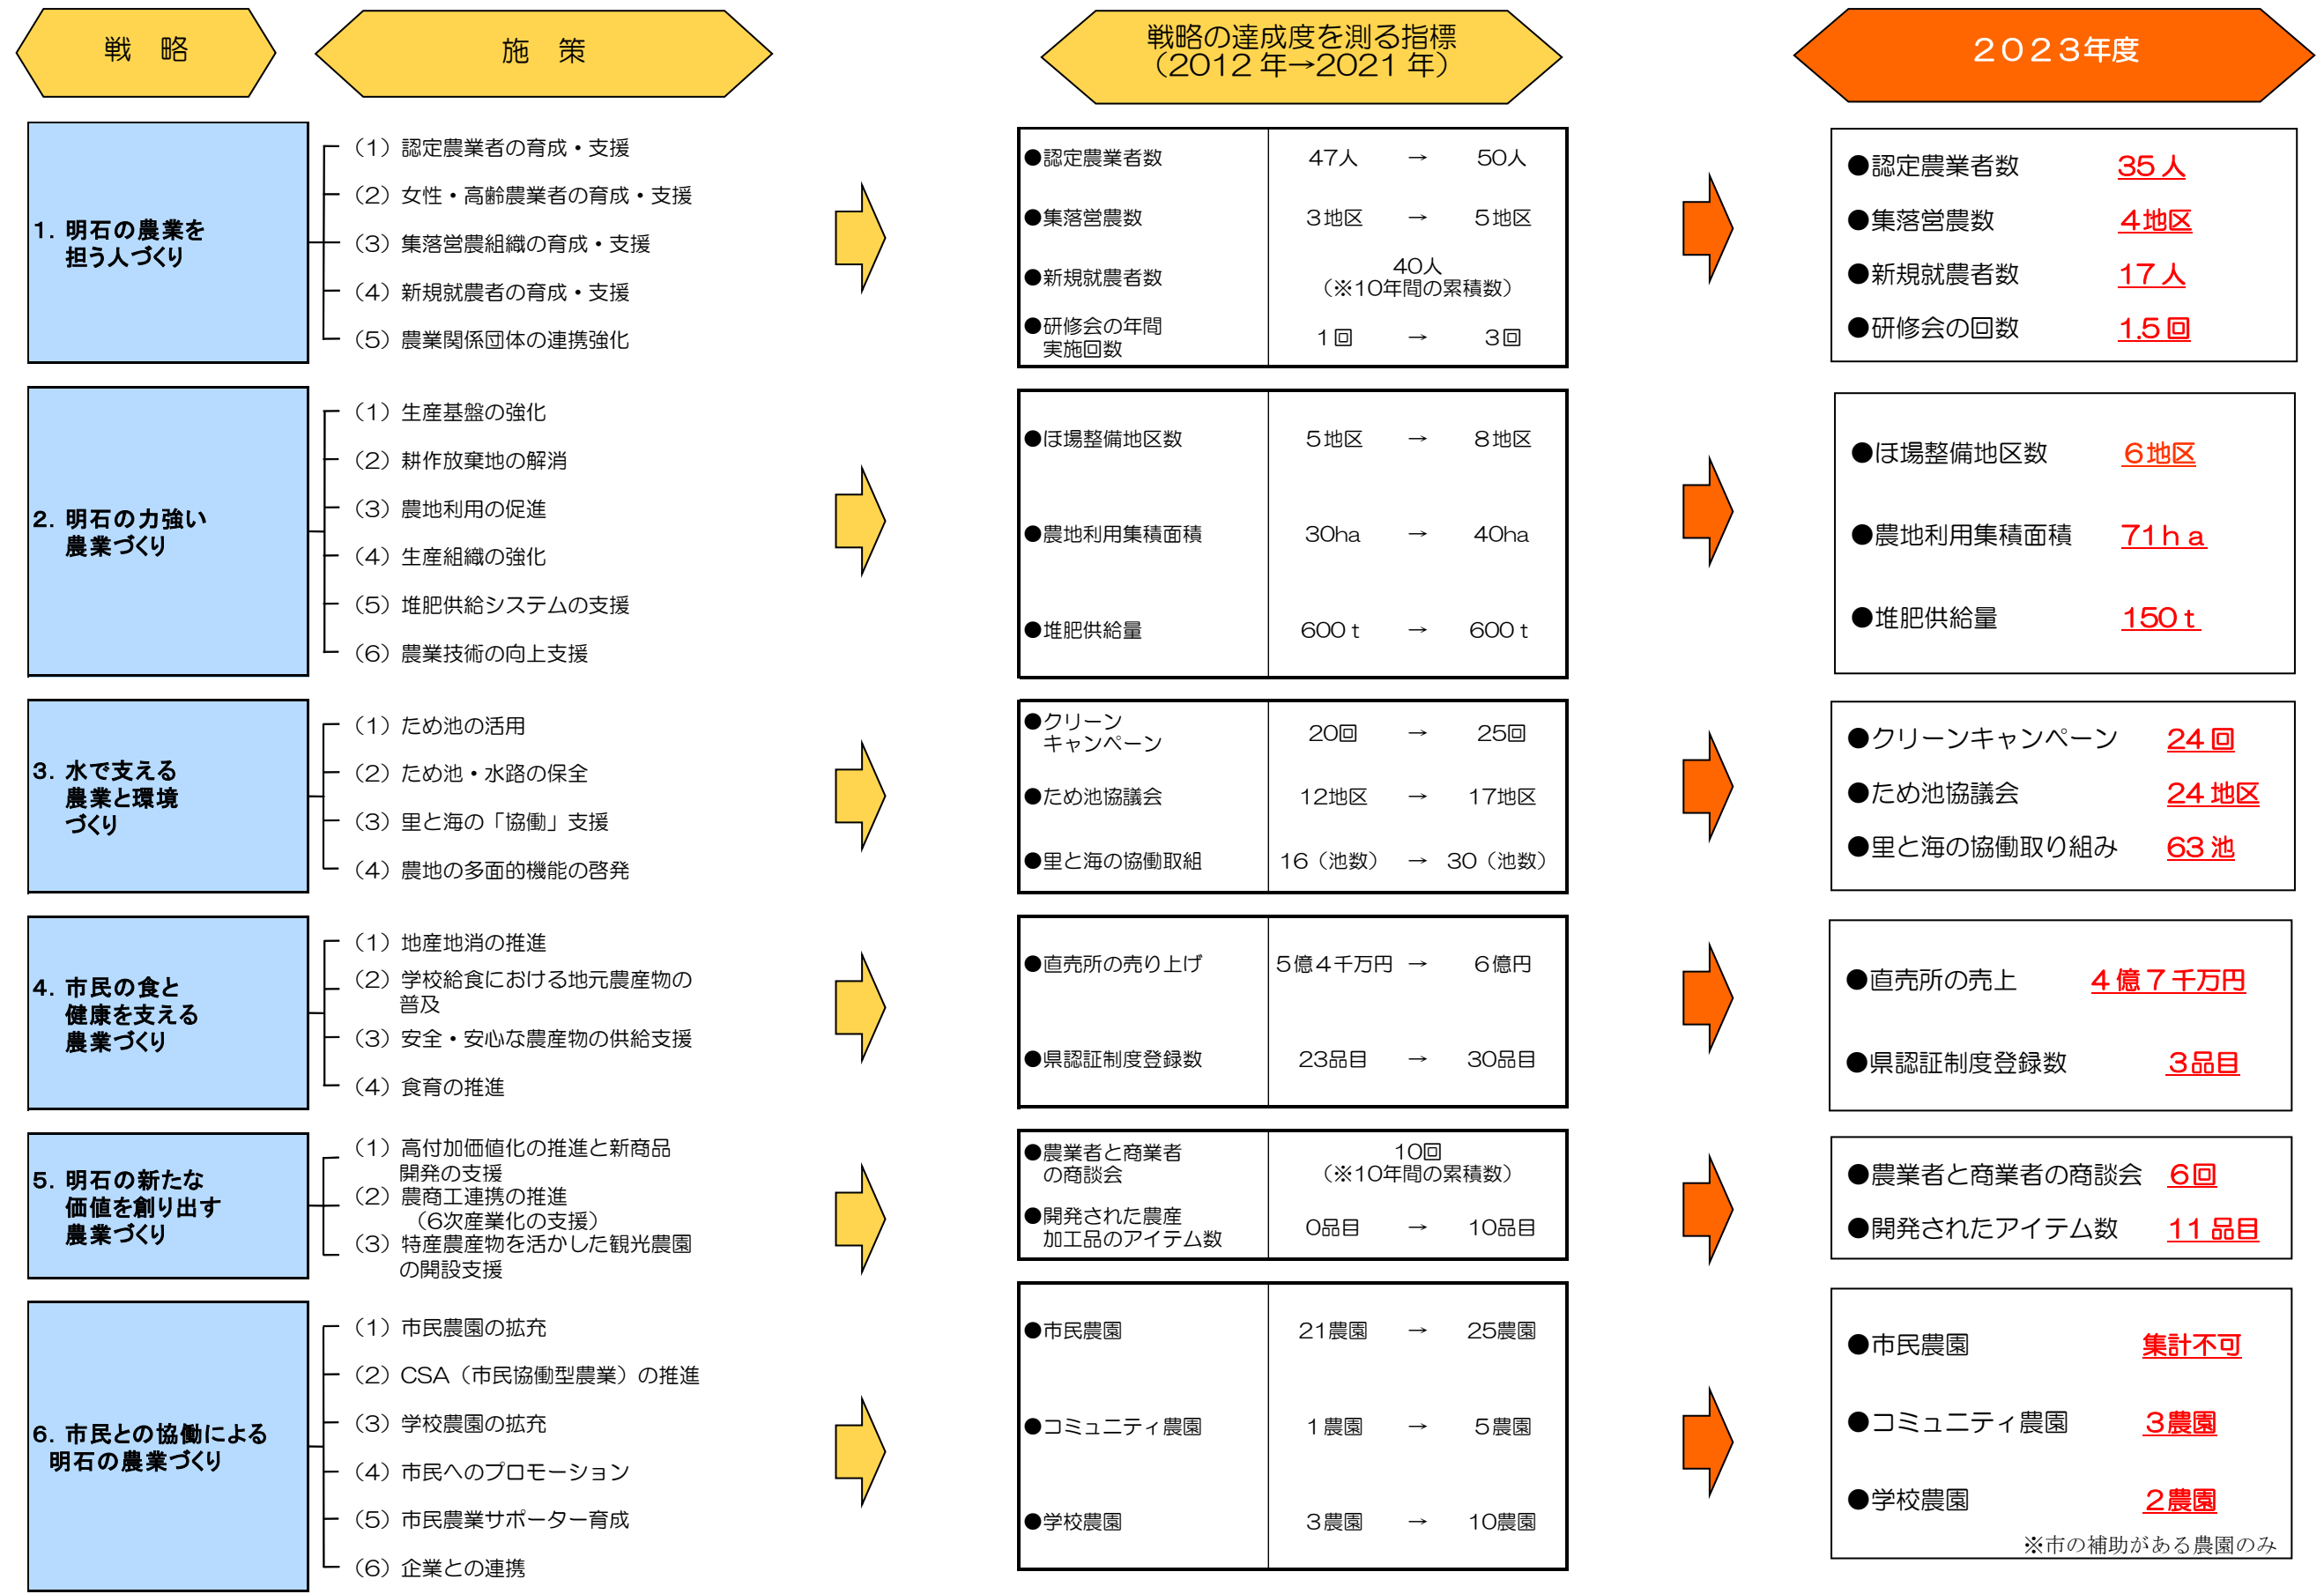 戦　略
施　策
戦略の達成度を測る指標
（2012 年→2021 年）
２０２３年度
1. 明石の農業を
担う人づくり
（1）認定農業者の育成・支援
（2）女性・高齢農業者の育成・支援
（3）集落営農組織の育成・支援
（4）新規就農者の育成・支援
（5）農業関係団体の連携強化
●認定農業者数　47人　→　50人
●集落営農数　３地区　→　５地区
●新規就農者数　40人
（※10年間の累積数）
●研修会の年間
実施回数　１回　→　３回
●認定農業者数　35 人
●集落営農数　４地区
●新規就農者数　17 人
●研修会の回数　1.5 回
2. 明石の力強い
農業づくり
（1）生産基盤の強化
（2）耕作放棄地の解消
（3）農地利用の促進
（4）生産組織の強化
（5）堆肥供給システムの支援
（6）農業技術の向上支援
●ほ場整備地区数　５地区　→　８地区
●農地利用集積面積　30ha　→　40ha
●堆肥供給量　600ｔ　→　600ｔ
●ほ場整備地区数　６地区
●農地利用集積面積　71ｈａ
●堆肥供給量　150ｔ
3. 水で支える
農業と環境
づくり
（1）ため池の活用
（2）ため池・水路の保全
（3）里と海の「協働」支援
（4）農地の多面的機能の啓発
●クリーン
キャンペーン　20回　→　25回
●ため池協議会　12地区　→　17地区
●里と海の協働取組　16（池数）　→　30（池数）
●クリーンキャンペーン　24 回
●ため池協議会　24 地区
●里と海の協働取り組み　63 池
4. 市民の食と
健康を支える
農業づくり
（1）地産地消の推進
（2）学校給食における地元農産物の
普及
（3）安全・安心な農産物の供給支援
（4）食育の推進
●直売所の売り上げ　５億４千万円　→　６億円
●県認証制度登録数　23品目　→　30品目
●直売所の売上　４億７千万円
●県認証制度登録数　３品目
5. 明石の新たな
価値を創り出す
農業づくり
（1）高付加価値化の推進と新商品
開発の支援
（2）農商工連携の推進
（6次産業化の支援）
（3）特産農産物を活かした観光農園
の開設支援
●農業者と商業者
の商談会　10回
（※10年間の累積数）
●開発された農産
加工品のアイテム数　0品目　→　10品目
●農業者と商業者の商談会　６回
●開発されたアイテム数　11 品目
6. 市民との協働による
明石の農業づくり
（1）市民農園の拡充
（2）CSA（市民協働型農業）の推進
（3）学校農園の拡充
（4）市民へのプロモーション
（5）市民農業サポーター育成
（6）企業との連携
●市民農園　21農園　→　25農園
●コミュニティ農園　１農園　→　５農園
●学校農園　３農園　→　10農園
●市民農園　集計不可
●コミュニティ農園　３農園
●学校農園　２農園
※市の補助がある農園のみ